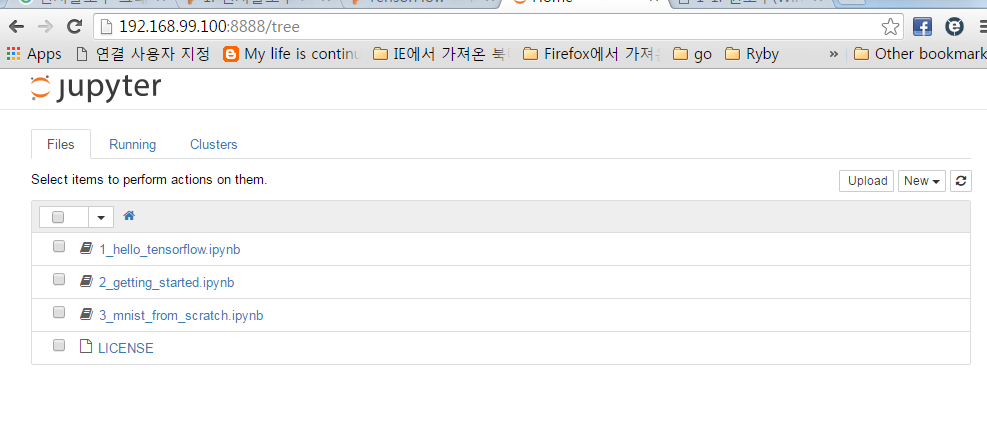 Home
192.168.99.100:8888/tree
Apps 연결 사용자 지정 My life is continu IE에서 가져온 북 Firefox에서 가져온 go Ryby » Other bookmark
jupyter
Files Running Clusters
Select items to perform actions on them. Upload New
1_hello_tensorflow.ipynb
2_getting_started.ipynb
3_mnist_from_scratch.ipynb
LICENSE